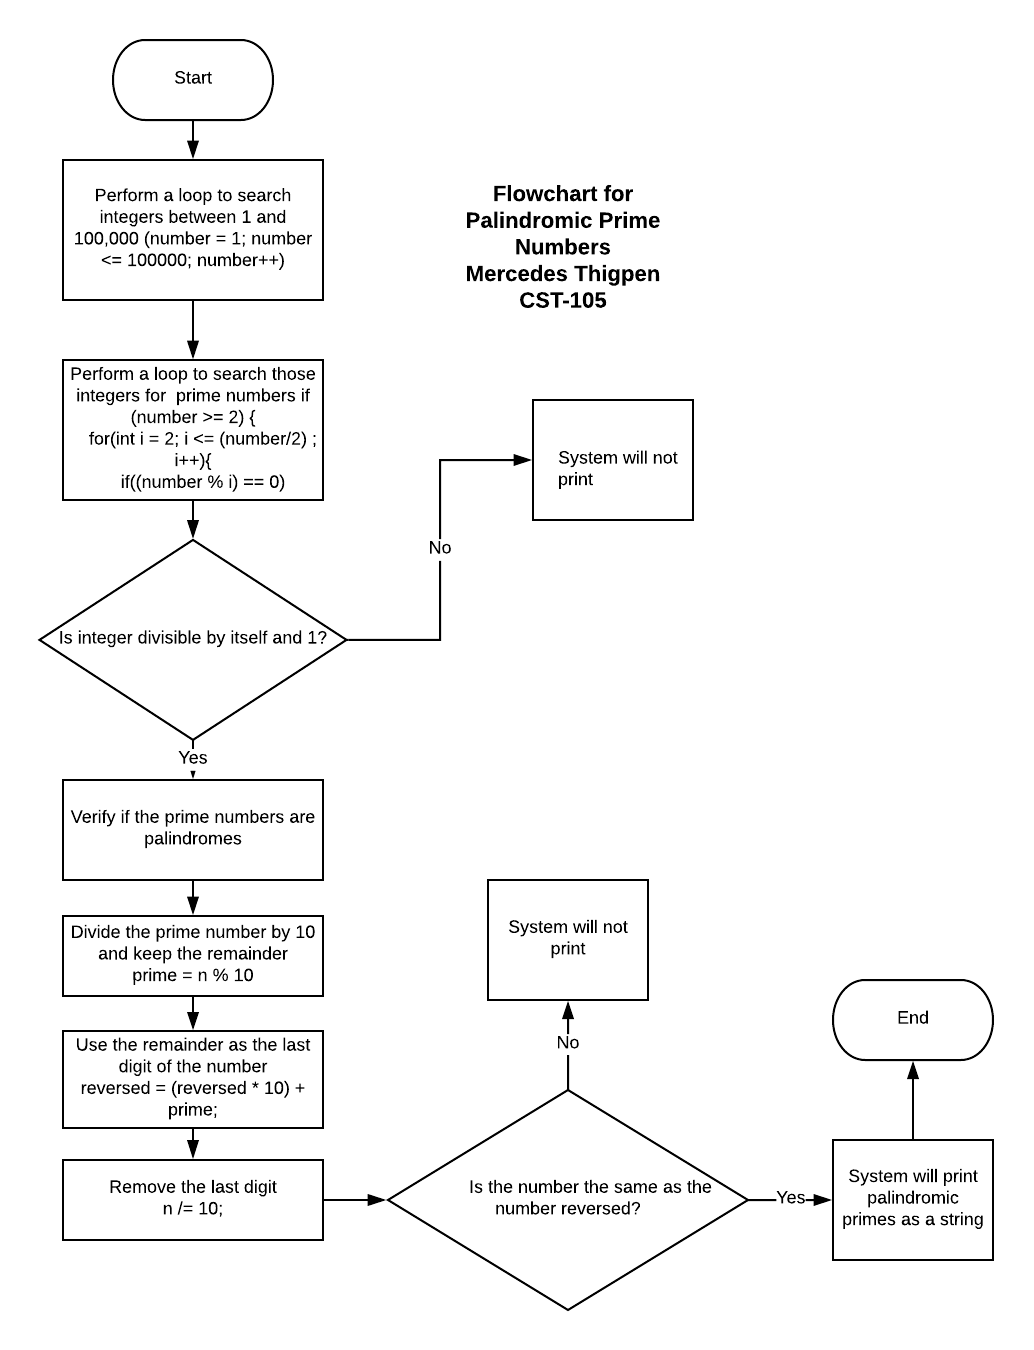 Start
Perform a loop to search
integers between 1 and
100,000 (number = 1; number
<= 100000; number++)
Flowchart for
Palindromic Prime
Numbers
Mercedes Thigpen
CST-105
Perform a loop to search those
integers for  prime numbers if
(number >= 2) {
for(int i = 2; i <= (number/2) ;
i++){
if((number % i) == 0)
System will not
print
No
Is integer divisible by itself and 1?
Yes
Verify if the prime numbers are
palindromes
Divide the prime number by 10
and keep the remainder
prime = n % 10
Use the remainder as the last
digit of the number
reversed = (reversed * 10) +
prime;
Remove the last digit
n /= 10;
System will not
print
No
Is the number the same as the
number reversed?
Yes
System will print
palindromic
primes as a string
End